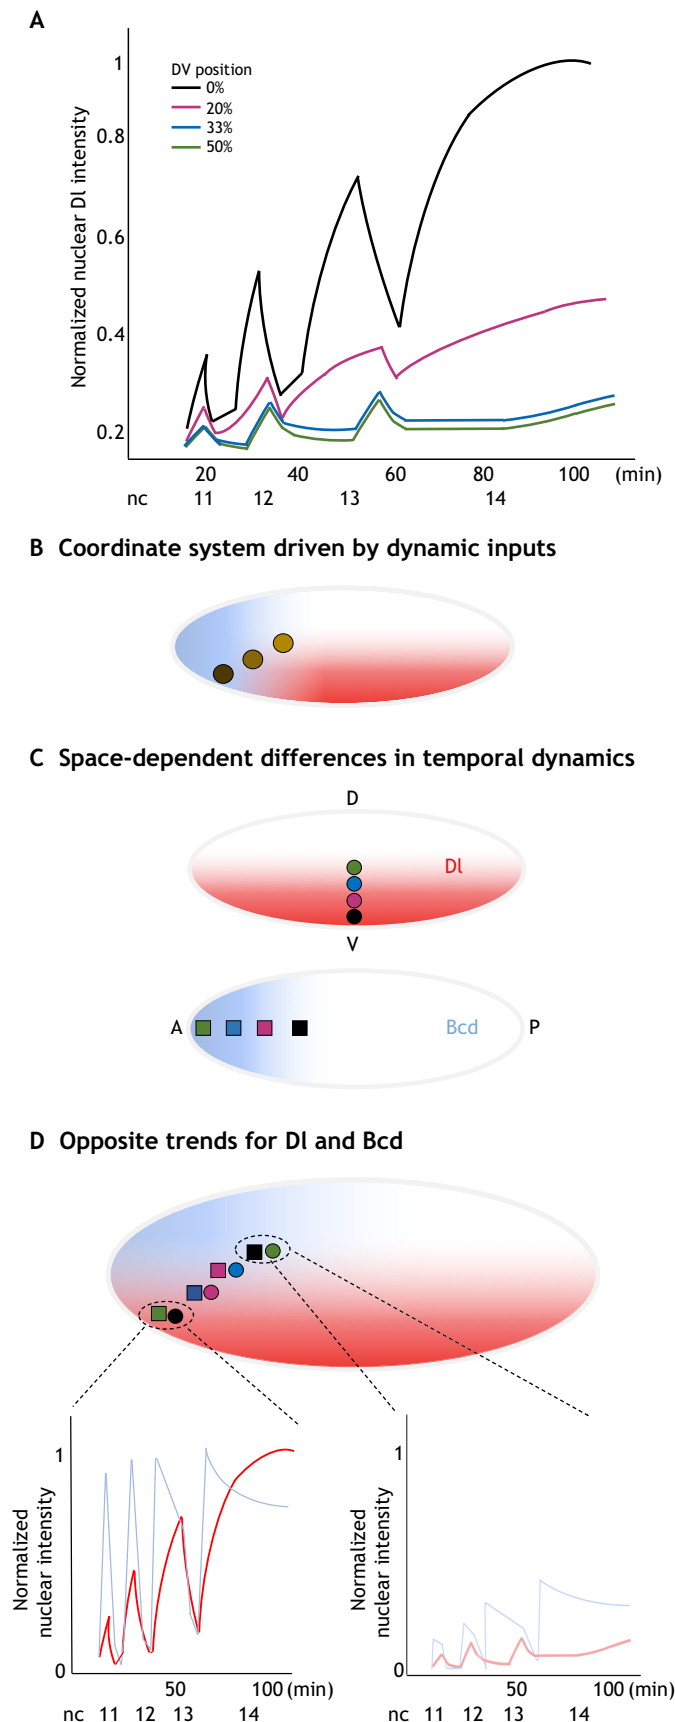 A
Normalized nuclear Dl intensity
1
0.8
0.6
0.4
0.2
DV position
0%
20%
33%
50%
20 40 60 80 100 (min)
nc 11 12 13 14
B Coordinate system driven by dynamic inputs
C Space-dependent differences in temporal dynamics
D
Dl
V
A Bcd P
D Opposite trends for Dl and Bcd
Normalized
nuclear intensity
1
0
50 100 (min)
nc 11 12 13 14
Normalized
nuclear intensity
1
0
50 100 (min)
nc 11 12 13 14